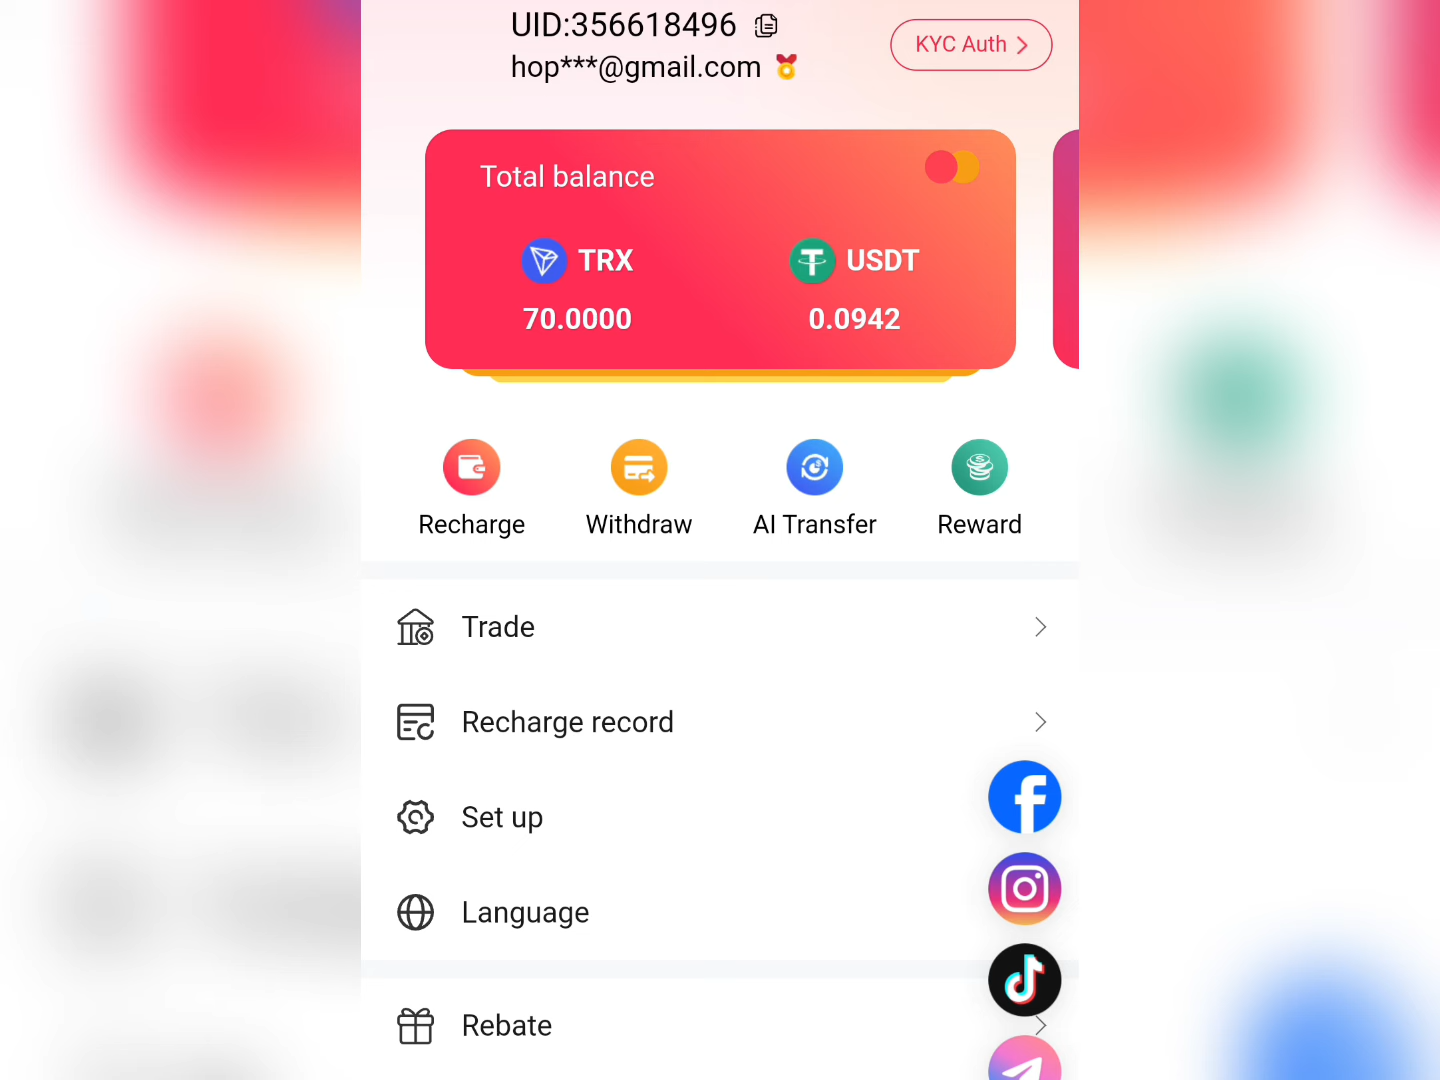 UID:356618496
KYC Auth
hop***@gmail.com
Total balance
TRX
USDT
70.0000
0.0942
Recharge
Withdraw
AI Transfer
Reward
Trade
Recharge record
Set up
Language
Rebate